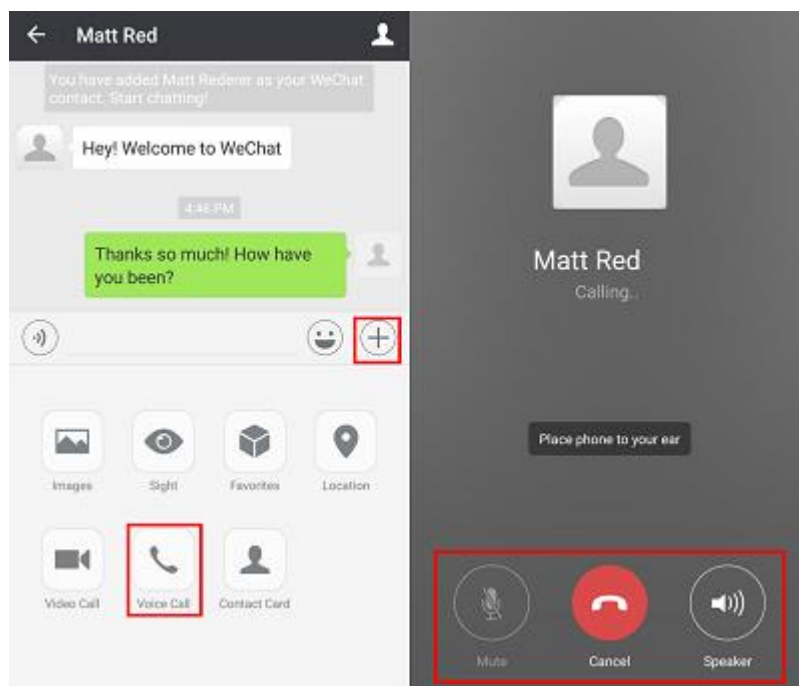 Matt Red
You have added Matt Rederer as your WeChat
contact. Start chatting!
Hey! Welcome to WeChat
4:46 PM
Thanks so much! How have
you been?
Images
Sight
Favorites
Location
Video Call
Voice Call
Contact Card
Matt Red
Calling..
Place phone to your ear
Mute
Cancel
Speaker